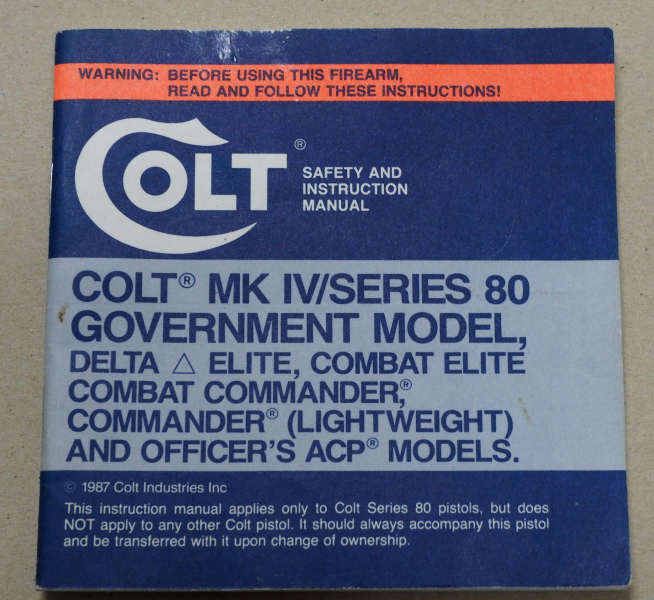 WARNING: BEFORE USING THIS FIREARM,
READ AND FOLLOW THESE INSTRUCTIONS!
COLT®
SAFETY AND
INSTRUCTION
MANUAL
COLT® MK IV/SERIES 80
GOVERNMENT MODEL,
DELTA △ ELITE, COMBAT ELITE
COMBAT COMMANDER,®
COMMANDER® (LIGHTWEIGHT)
AND OFFICER'S ACP® MODELS.
© 1987 Colt Industries Inc
This instruction manual applies only to Colt Series 80 pistols, but does
NOT apply to any other Colt pistol. It should always accompany this pistol
and be transferred with it upon change of ownership.